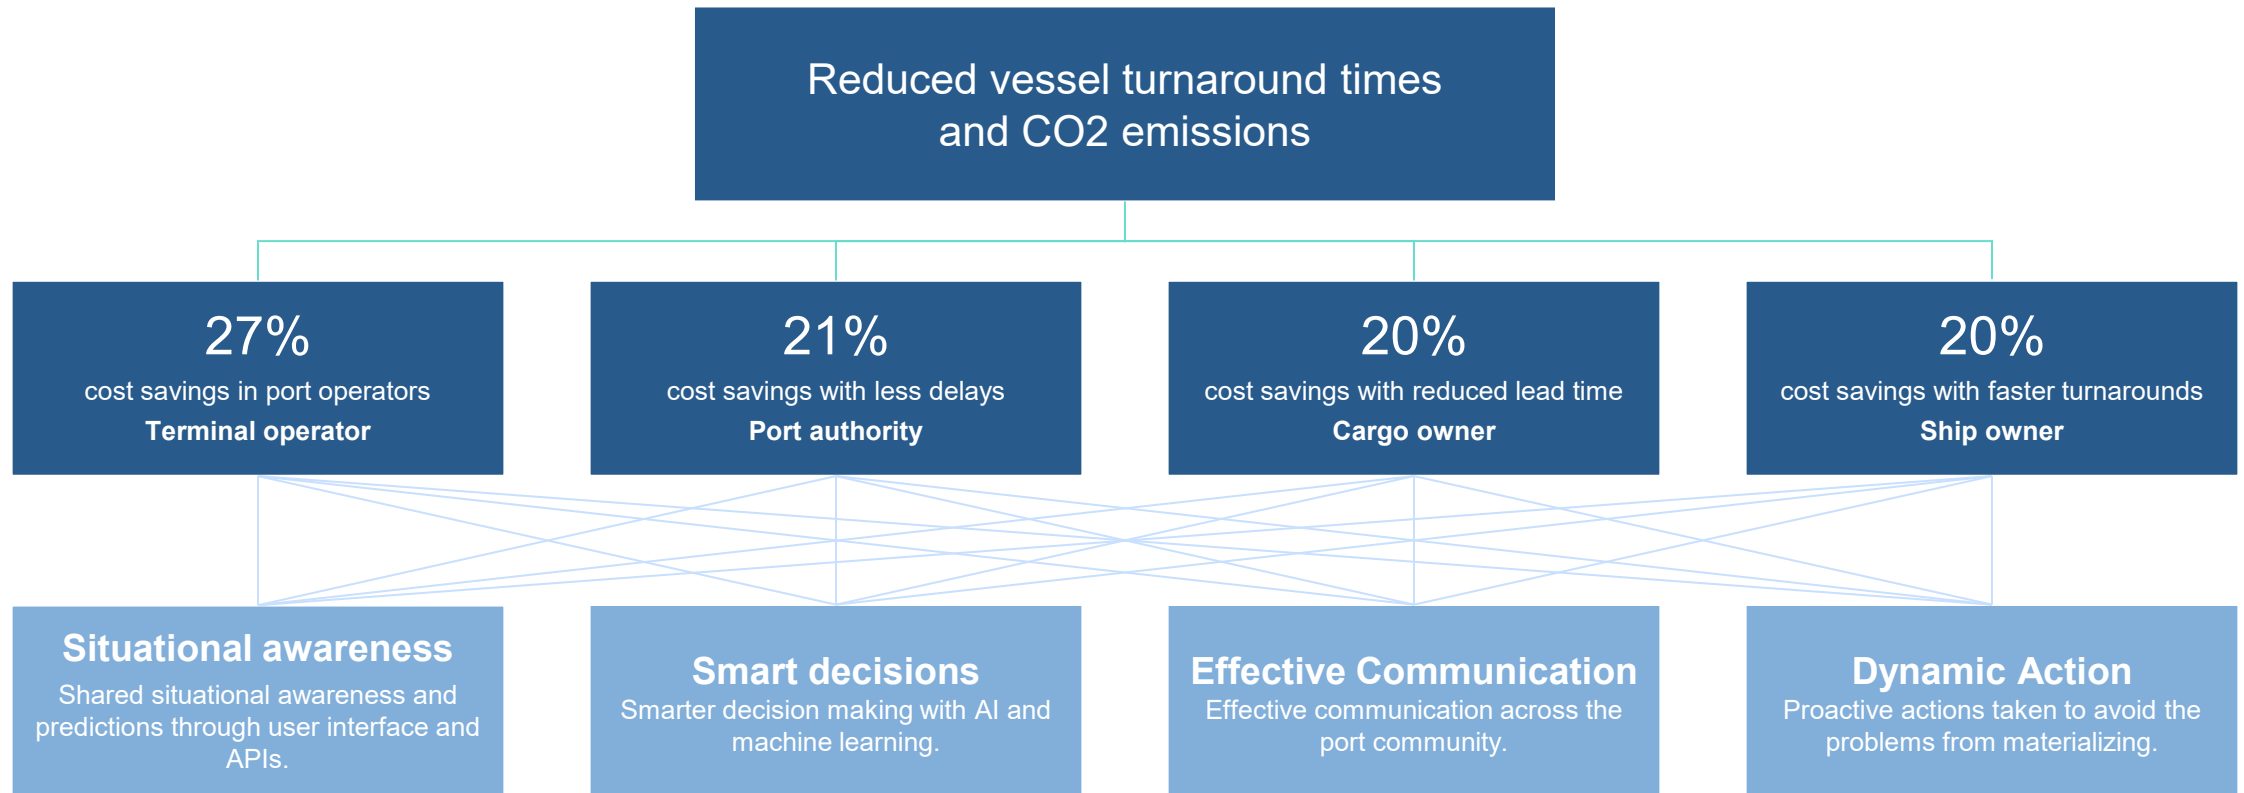 Reduced vessel turnaround times
and CO2 emissions
27%
cost savings in port operators
Terminal operator
21%
cost savings with less delays
Port authority
20%
cost savings with reduced lead time
Cargo owner
20%
cost savings with faster turnarounds
Ship owner
Situational awareness
Shared situational awareness and
predictions through user interface and
APIs.
Smart decisions
Smarter decision making with AI and
machine learning.
Effective Communication
Effective communication across the
port community.
Dynamic Action
Proactive actions taken to avoid the
problems from materializing.